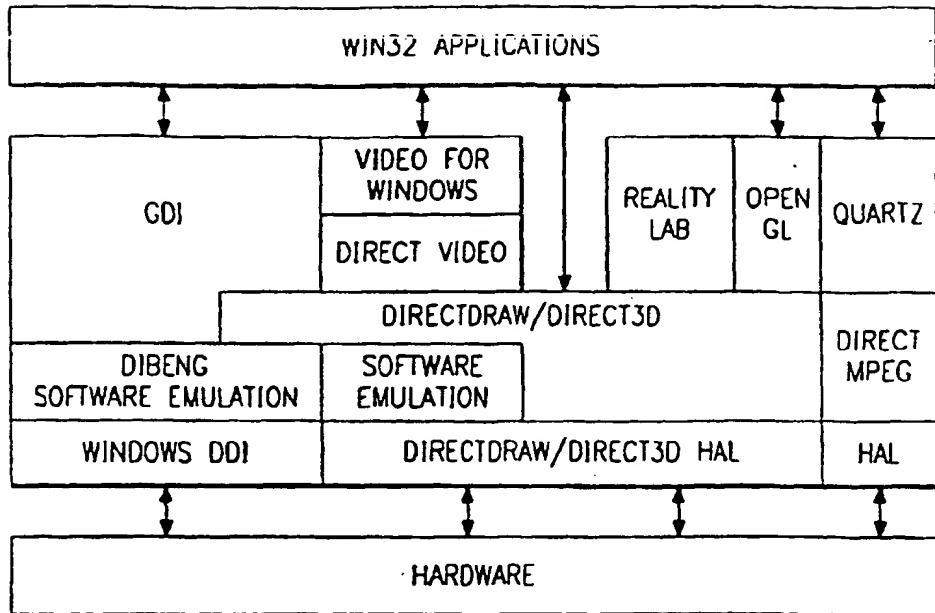 WIN32 APPLICATIONS
GDI
VIDEO FOR
WINDOWS
DIRECT VIDEO
REALITY
LAB
OPEN
GL
QUARTZ
DIRECTDRAW/DIRECT3D
DIRECT
MPEG
DIBENG
SOFTWARE EMULATION
SOFTWARE
EMULATION
WINDOWS DDI
DIRECTDRAW/DIRECT3D HAL
HAL
HARDWARE